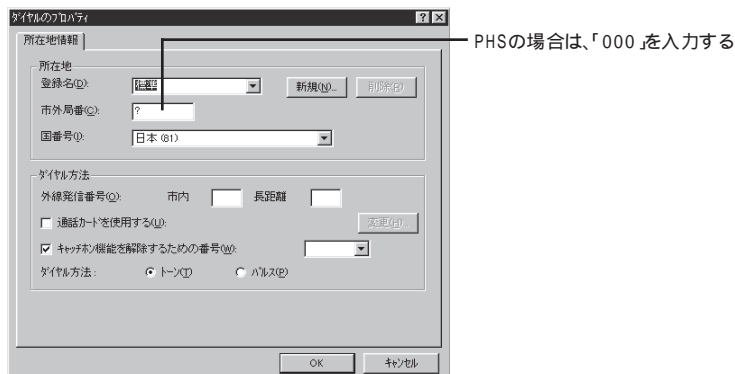 ﾀﾞｲﾔﾙのﾌﾟﾛﾊﾟﾃｨ
所在地情報
PHSの場合は、「000」を入力する
所在地
登録名(D):
新規(N)...
削除(R)
市外局番(C): ?
国番号(I): 日本 (81)
ﾀﾞｲﾔﾙ方法
外線発信番号(O): 市内 長距離
通話ｶｰﾄﾞを使用する(U):
変更(H)...
ｷｬｯﾁﾎﾝ機能を解除するための番号(W):
ﾀﾞｲﾔﾙ方法: ﾄｰﾝ(T) ﾊﾟﾙｽ(P)
OK ｷｬﾝｾﾙ